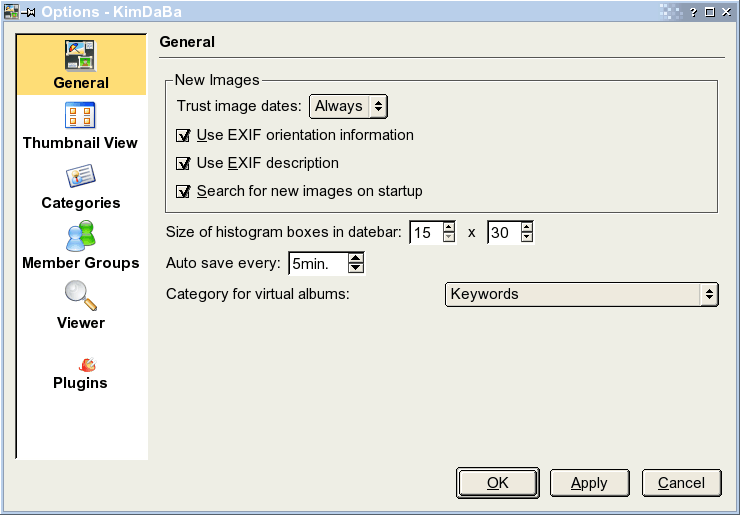 Options - KimDaBa
General
Thumbnail View
Categories
Member Groups
Viewer
Plugins
General
New Images
Trust image dates: Always
Use EXIF orientation information
Use EXIF description
Search for new images on startup
Size of histogram boxes in datebar: 15 x 30
Auto save every: 5min.
Category for virtual albums: Keywords
OK Apply Cancel